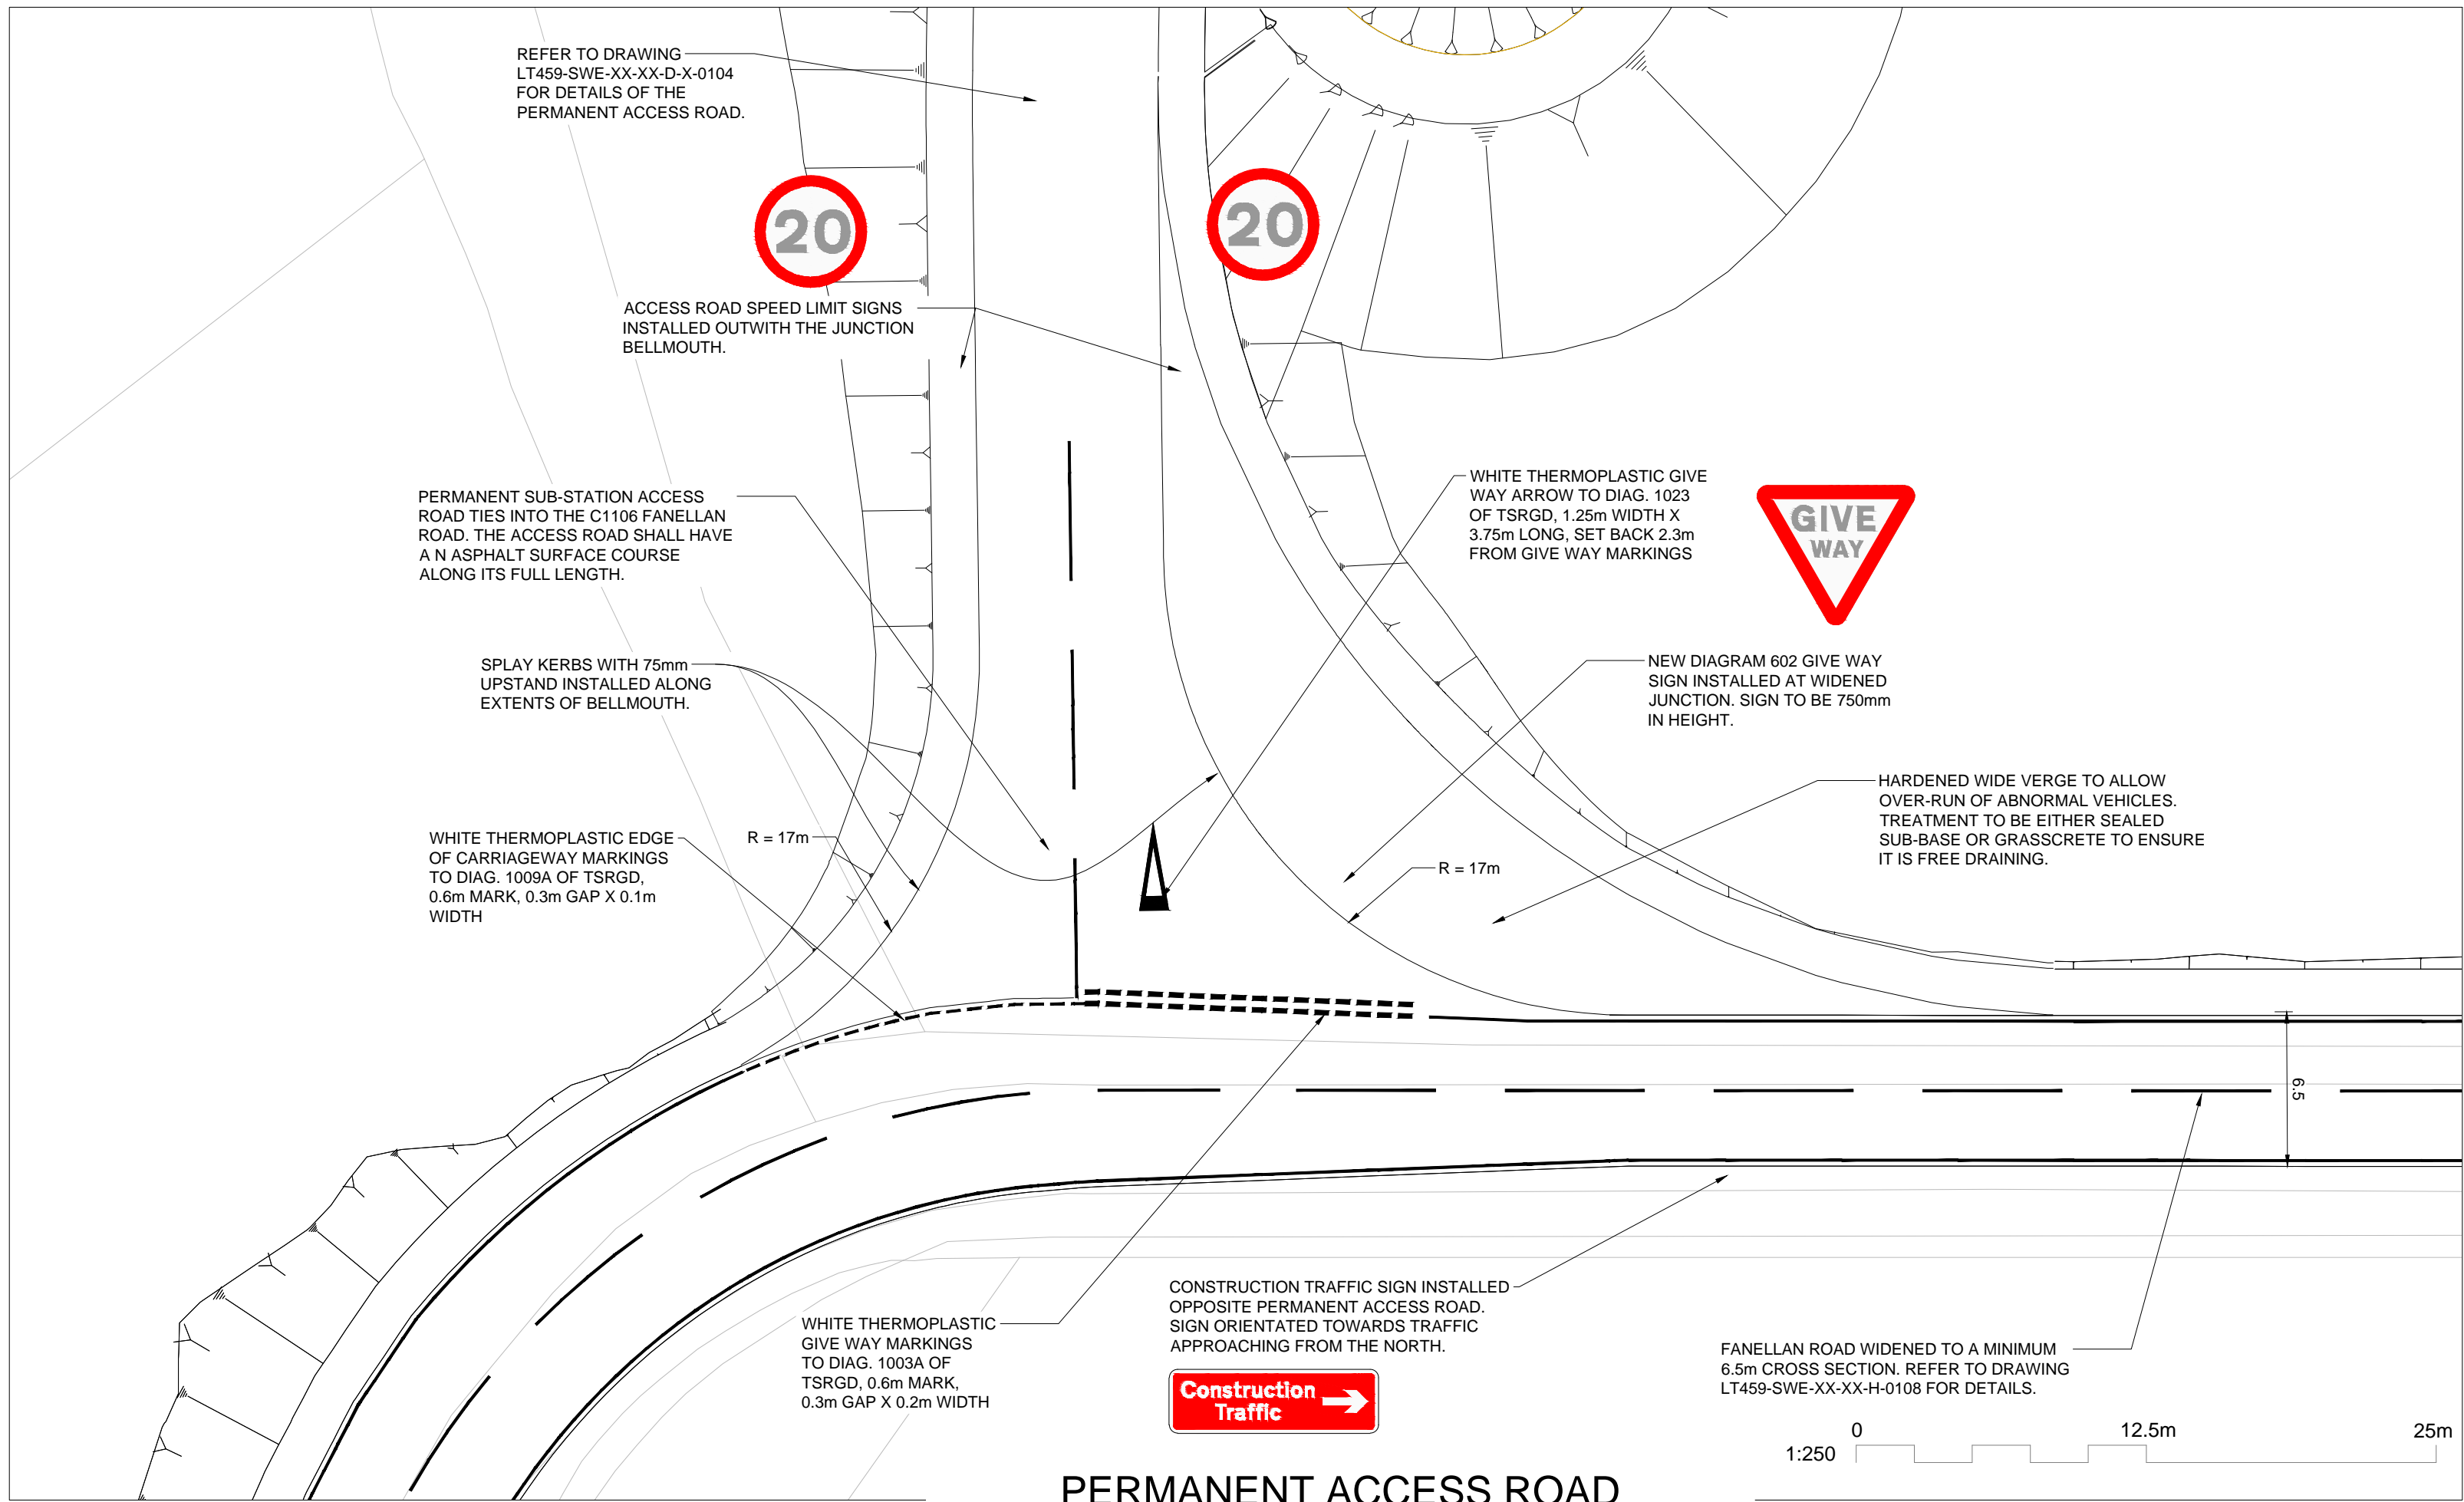 REFER TO DRAWING
LT459-SWE-XX-XX-D-X-0104
FOR DETAILS OF THE
PERMANENT ACCESS ROAD.
20
20
ACCESS ROAD SPEED LIMIT SIGNS
INSTALLED OUTWITH THE JUNCTION
BELLMOUTH.
PERMANENT SUB-STATION ACCESS
ROAD TIES INTO THE C1106 FANELLAN
ROAD. THE ACCESS ROAD SHALL HAVE
A N ASPHALT SURFACE COURSE
ALONG ITS FULL LENGTH.
WHITE THERMOPLASTIC GIVE
WAY ARROW TO DIAG. 1023
OF TSRGD, 1.25m WIDTH X
3.75m LONG, SET BACK 2.3m
FROM GIVE WAY MARKINGS
GIVE
WAY
SPLAY KERBS WITH 75mm
UPSTAND INSTALLED ALONG
EXTENTS OF BELLMOUTH.
NEW DIAGRAM 602 GIVE WAY
SIGN INSTALLED AT WIDENED
JUNCTION. SIGN TO BE 750mm
IN HEIGHT.
HARDENED WIDE VERGE TO ALLOW
OVER-RUN OF ABNORMAL VEHICLES.
TREATMENT TO BE EITHER SEALED
SUB-BASE OR GRASSCRETE TO ENSURE
IT IS FREE DRAINING.
WHITE THERMOPLASTIC EDGE
OF CARRIAGEWAY MARKINGS
TO DIAG. 1009A OF TSRGD,
0.6m MARK, 0.3m GAP X 0.1m
WIDTH
R = 17m
R = 17m
6.5
WHITE THERMOPLASTIC
GIVE WAY MARKINGS
TO DIAG. 1003A OF
TSRGD, 0.6m MARK,
0.3m GAP X 0.2m WIDTH
CONSTRUCTION TRAFFIC SIGN INSTALLED
OPPOSITE PERMANENT ACCESS ROAD.
SIGN ORIENTATED TOWARDS TRAFFIC
APPROACHING FROM THE NORTH.
Construction
Traffic
FANELLAN ROAD WIDENED TO A MINIMUM
6.5m CROSS SECTION. REFER TO DRAWING
LT459-SWE-XX-XX-H-0108 FOR DETAILS.
0 12.5m 25m
1:250
PERMANENT ACCESS ROAD